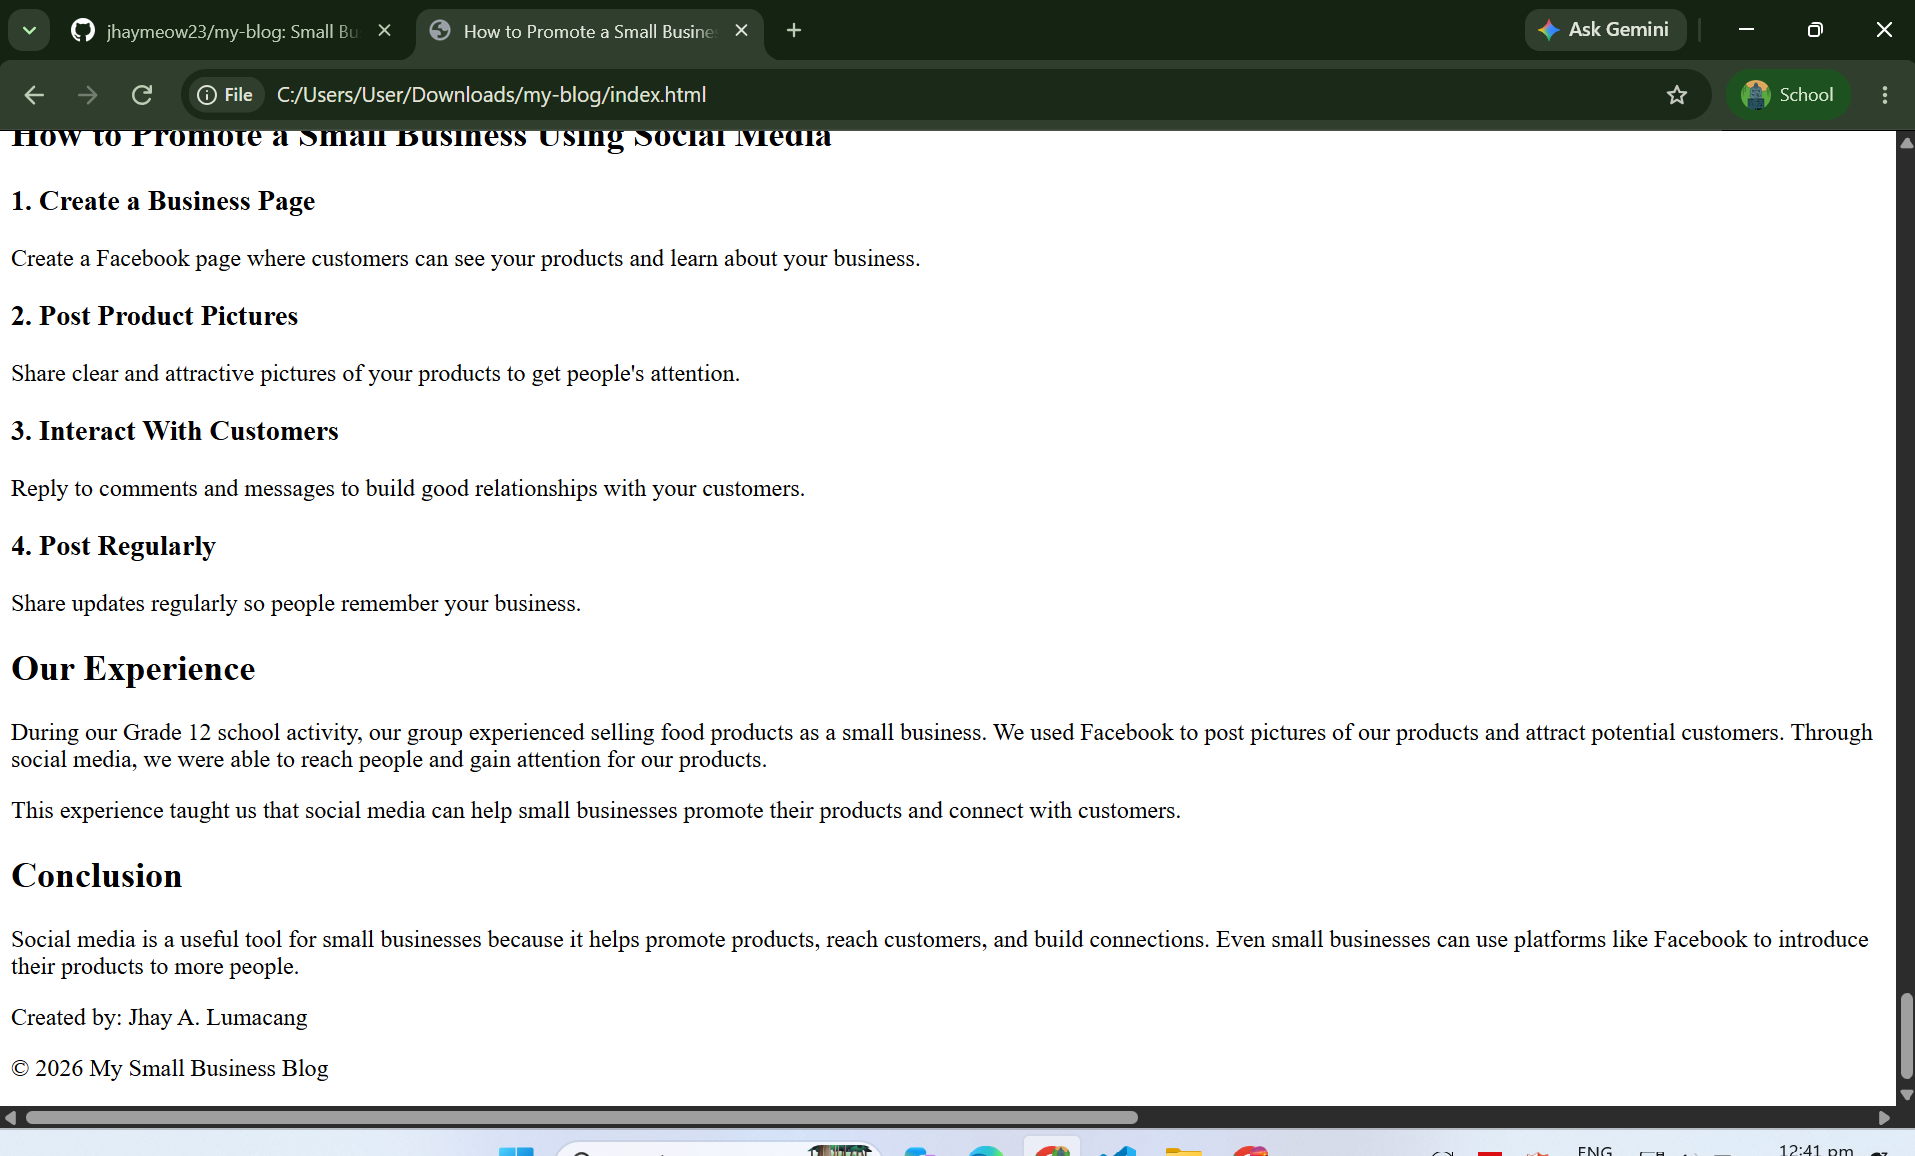 jhaymeow23/my-blog: Small Bu
How to Promote a Small Busine
Ask Gemini
File
C:/Users/User/Downloads/my-blog/index.html
School
How to Promote a Small Business Using Social Media
1. Create a Business Page
Create a Facebook page where customers can see your products and learn about your business.
2. Post Product Pictures
Share clear and attractive pictures of your products to get people's attention.
3. Interact With Customers
Reply to comments and messages to build good relationships with your customers.
4. Post Regularly
Share updates regularly so people remember your business.
Our Experience
During our Grade 12 school activity, our group experienced selling food products as a small business. We used Facebook to post pictures of our products and attract potential customers. Through
social media, we were able to reach people and gain attention for our products.
This experience taught us that social media can help small businesses promote their products and connect with customers.
Conclusion
Social media is a useful tool for small businesses because it helps promote products, reach customers, and build connections. Even small businesses can use platforms like Facebook to introduce
their products to more people.
Created by: Jhay A. Lumacang
© 2026 My Small Business Blog
ENG
12:41 pm